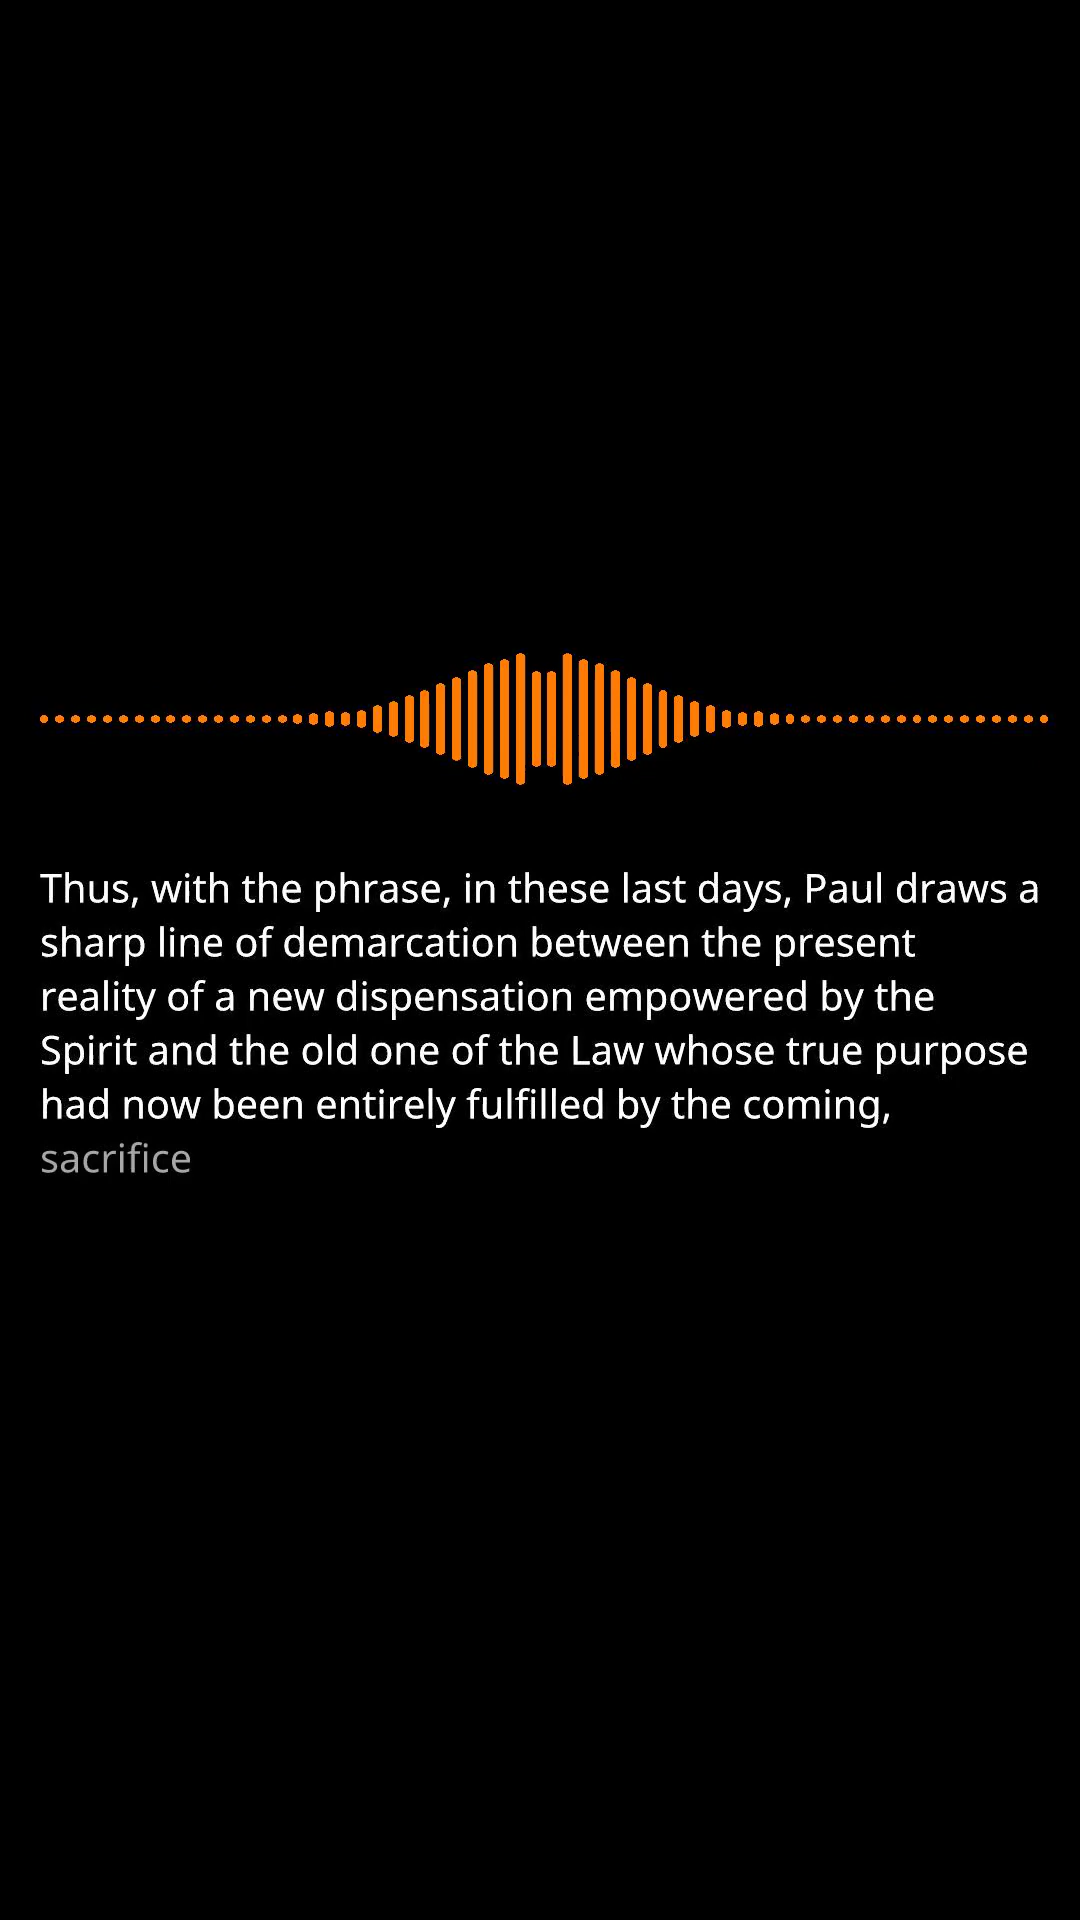 Thus, with the phrase, in these last days, Paul draws a
sharp line of demarcation between the present
reality of a new dispensation empowered by the
Spirit and the old one of the Law whose true purpose
had now been entirely fulfilled by the coming,
sacrifice